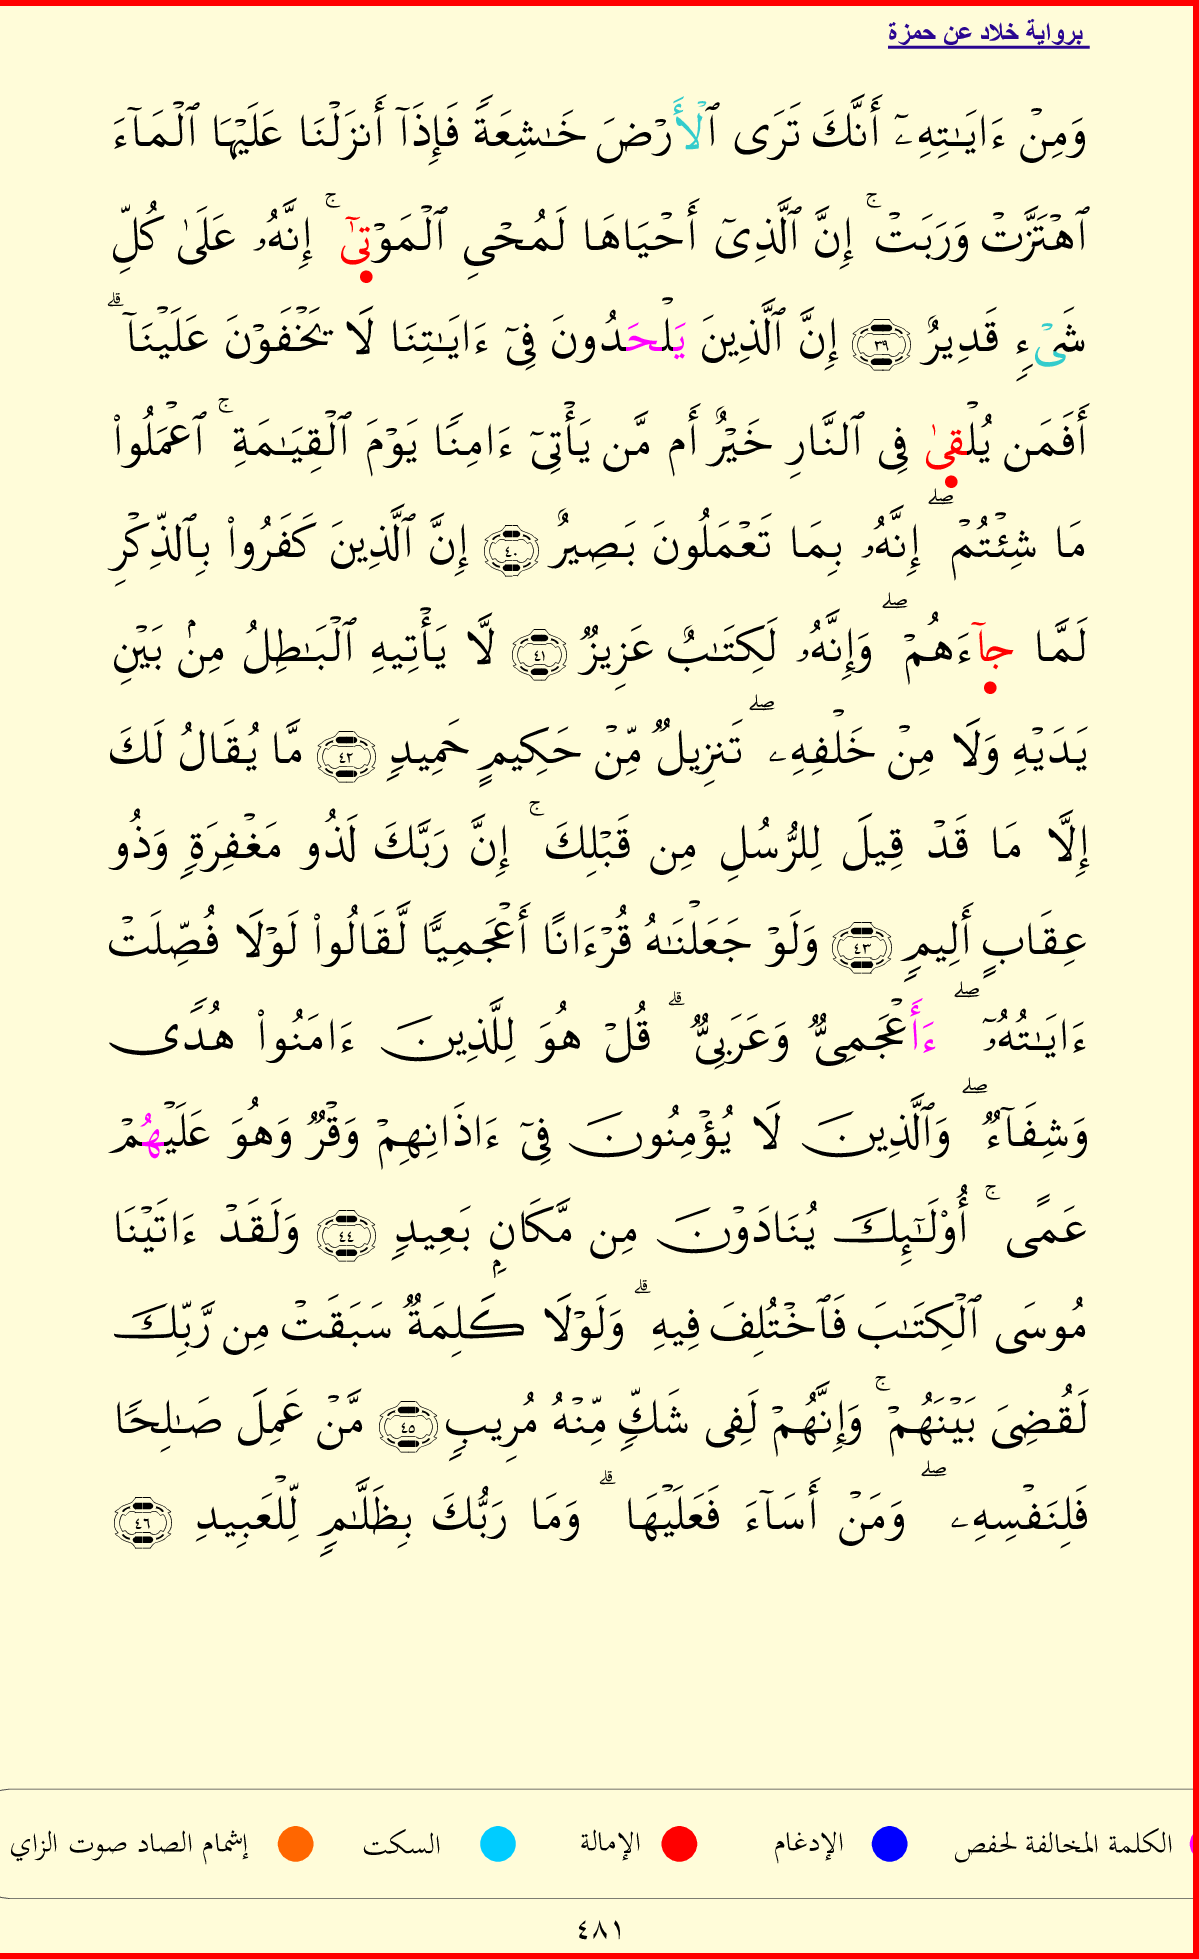 برواية خلاد عن حمزة
وَمِنْ ءَايَـٰتِهِۦٓ أَنَّكَ تَرَى ٱلْأَرْضَ خَـٰشِعَةً فَإِذَآ أَنزَلْنَا عَلَيْهَا ٱلْمَآءَ
ٱهْتَزَّتْ وَرَبَتْ ۚ إِنَّ ٱلَّذِىٓ أَحْيَاهَا لَمُحْىِ ٱلْمَوْتىٰٓ ۚ إِنَّهُۥ عَلَىٰ كُلِّ
شَىْءٍ قَدِيرٌ ٣٩ إِنَّ ٱلَّذِينَ يَلْحَدُونَ فِىٓ ءَايَـٰتِنَا لَا يَخْفَوْنَ عَلَيْنَآ ۗ
أَفَمَن يُلْقىٰ فِى ٱلنَّارِ خَيْرٌ أَم مَّن يَأْتِىٓ ءَامِنًا يَوْمَ ٱلْقِيَـٰمَةِ ۚ ٱعْمَلُوا۟
مَا شِئْتُمْ ۖ إِنَّهُۥ بِمَا تَعْمَلُونَ بَصِيرٌ ٤٠ إِنَّ ٱلَّذِينَ كَفَرُوا۟ بِٱلذِّكْرِ
لَمَّا جآءَهُمْ ۖ وَإِنَّهُۥ لَكِتَـٰبٌ عَزِيزٌ ٤١ لَّا يَأْتِيهِ ٱلْبَـٰطِلُ مِنۢ بَيْنِ
يَدَيْهِ وَلَا مِنْ خَلْفِهِۦ ۖ تَنزِيلٌ مِّنْ حَكِيمٍ حَمِيدٍ ٤٢ مَّا يُقَالُ لَكَ
إِلَّا مَا قَدْ قِيلَ لِلرُّسُلِ مِن قَبْلِكَ ۚ إِنَّ رَبَّكَ لَذُو مَغْفِرَةٍ وَذُو
عِقَابٍ أَلِيمٍ ٤٣ وَلَوْ جَعَلْنَـٰهُ قُرْءَانًا أَعْجَمِيًّا لَّقَالُوا۟ لَوْلَا فُصِّلَتْ
ءَايَـٰتُهُۥٓ ۖ ءَأَعْجَمِىٌّ وَعَرَبِىٌّ ۗ قُلْ هُوَ لِلَّذِينَ ءَامَنُوا۟ هُدًى
وَشِفَآءٌ ۖ وَٱلَّذِينَ لَا يُؤْمِنُونَ فِىٓ ءَاذَانِهِمْ وَقْرٌ وَهُوَ عَلَيْهُمْ
عَمًى ۚ أُو۟لَـٰٓئِكَ يُنَادَوْنَ مِن مَّكَانٍۭ بَعِيدٍ ٤٤ وَلَقَدْ ءَاتَيْنَا
مُوسَى ٱلْكِتَـٰبَ فَٱخْتُلِفَ فِيهِ ۗ وَلَوْلَا كَلِمَةٌ سَبَقَتْ مِن رَّبِّكَ
لَقُضِىَ بَيْنَهُمْ ۚ وَإِنَّهُمْ لَفِى شَكٍّ مِّنْهُ مُرِيبٍ ٤٥ مَّنْ عَمِلَ صَـٰلِحًا
فَلِنَفْسِهِۦ ۖ وَمَنْ أَسَآءَ فَعَلَيْهَا ۗ وَمَا رَبُّكَ بِظَلَّـٰمٍ لِّلْعَبِيدِ ٤٦
الكلمة المخالفة لحفص الإدغام الإمالة السكت إشمام الصاد صوت الزاي
٤٨١